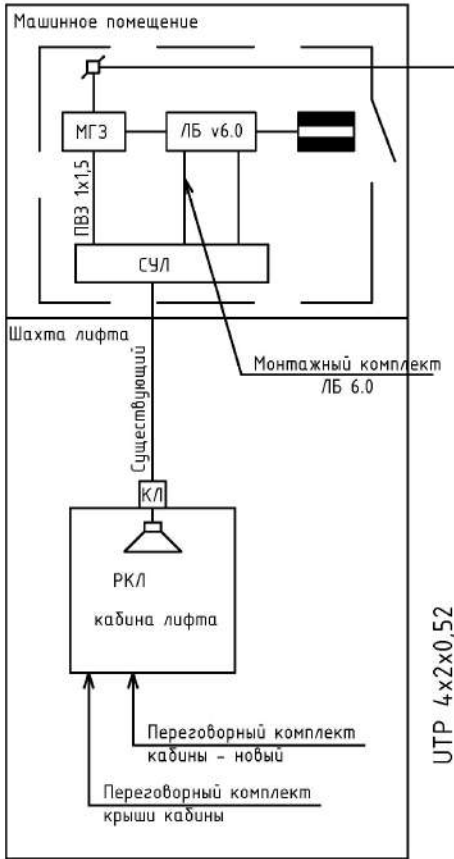 Машинное помещение
МГЗ
ЛБ v6.0
ПВЗ 1х1,5
СУЛ
Шахта лифта
Монтажный комплект
ЛБ 6.0
Существующий
КЛ
РКЛ
кабина лифта
UTP 4x2x0,52
Переговорный комплект
кабины - новый
Переговорный комплект
крыши кабины